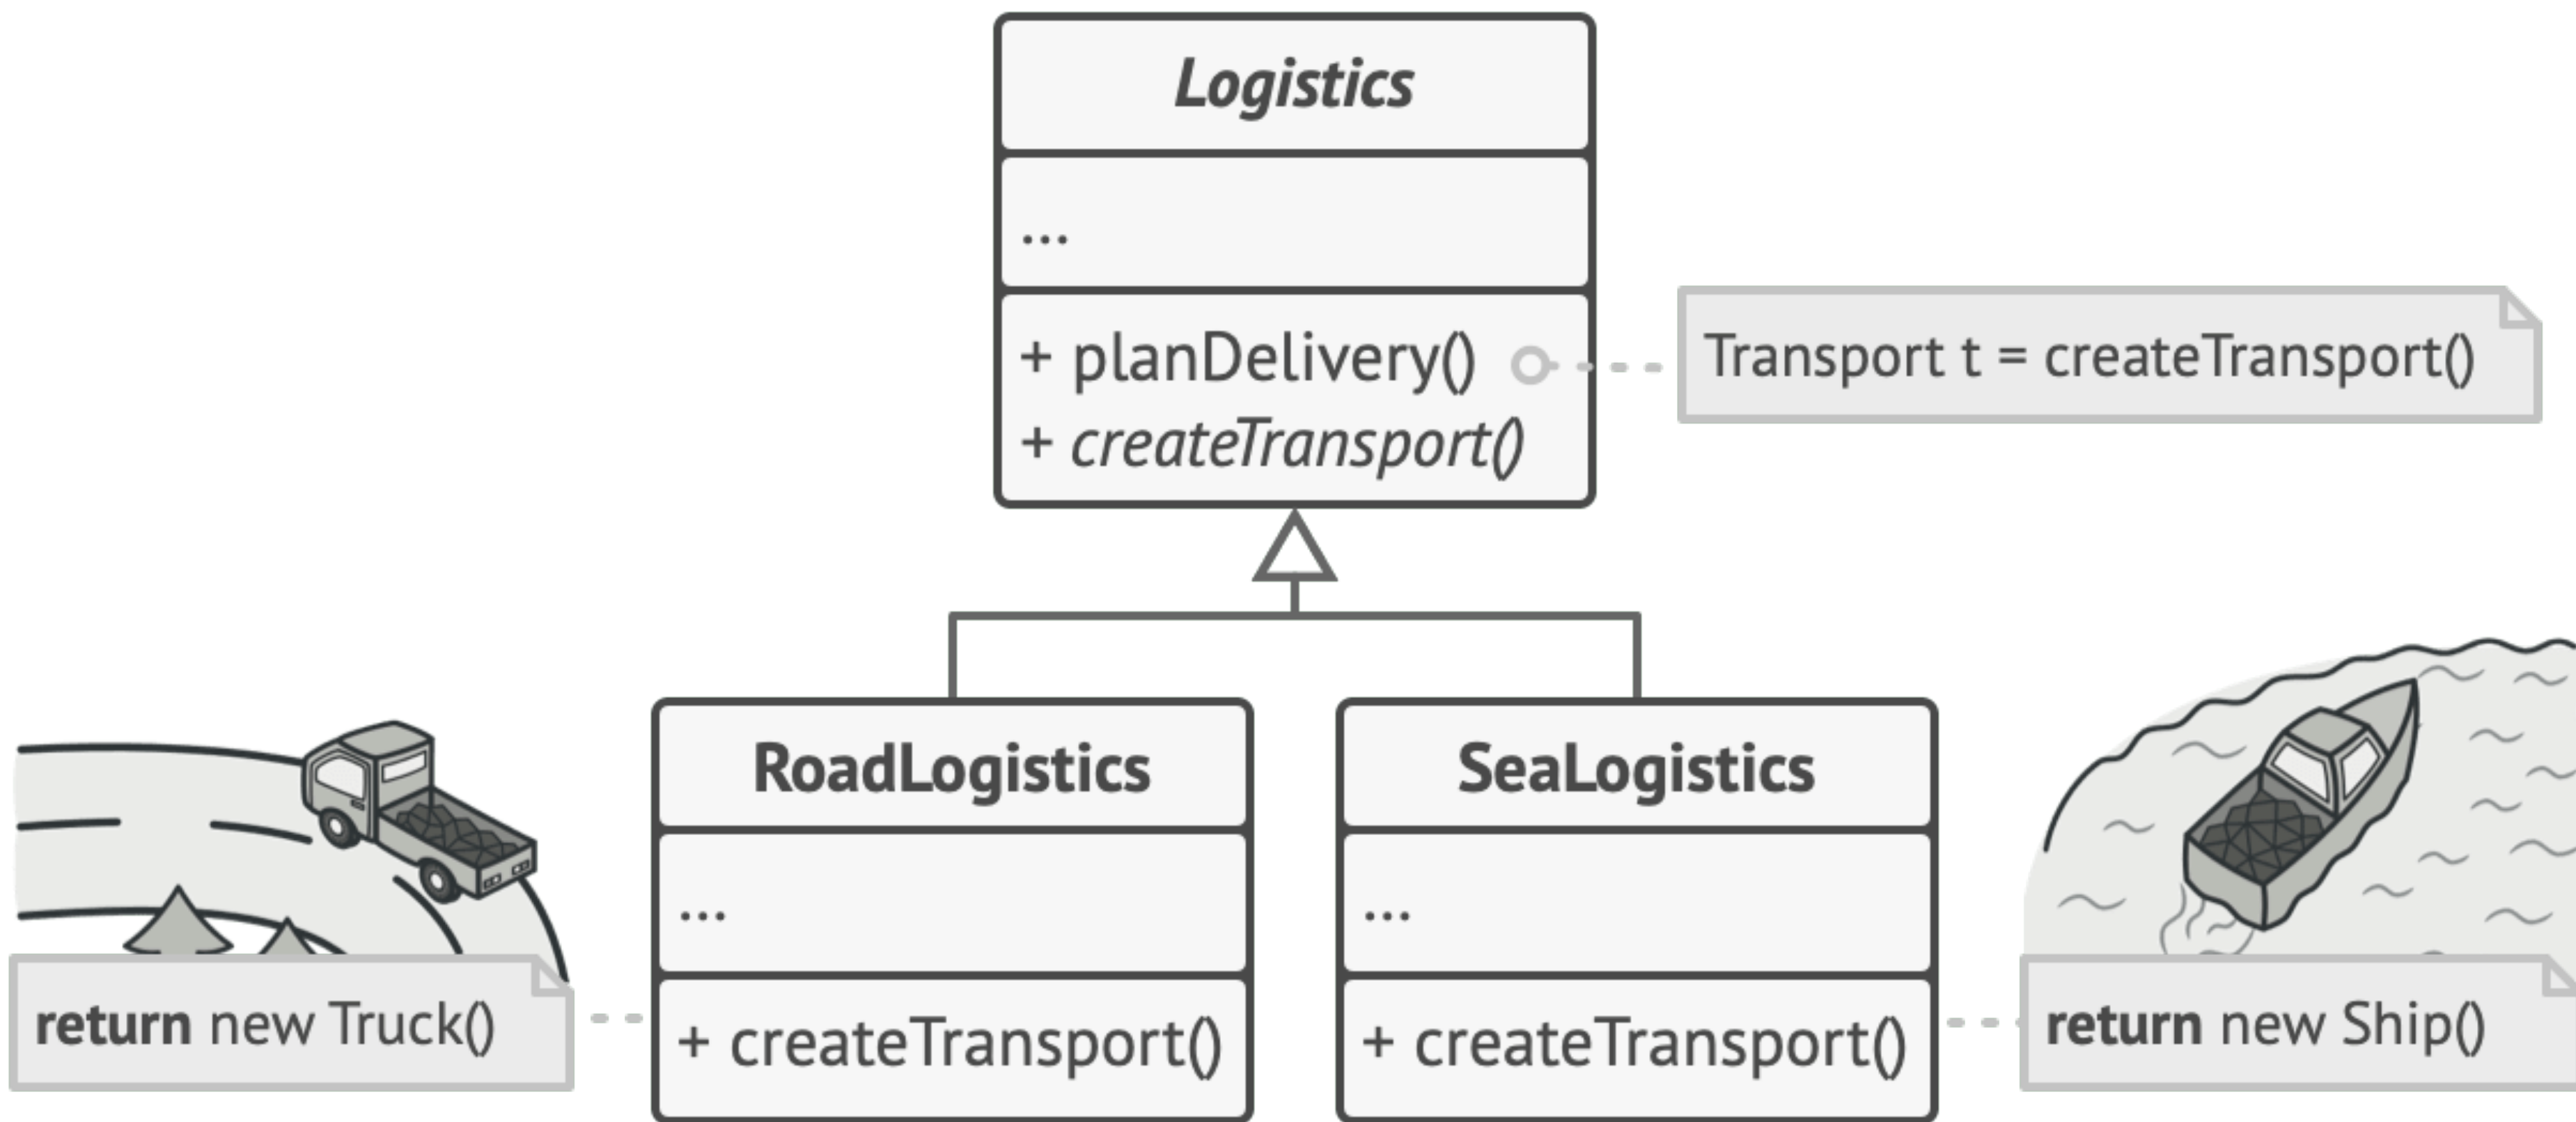 Logistics
...
+ planDelivery()
+ createTransport()
Transport t = createTransport()
RoadLogistics
...
+ createTransport()
return new Truck()
SeaLogistics
...
+ createTransport()
return new Ship()